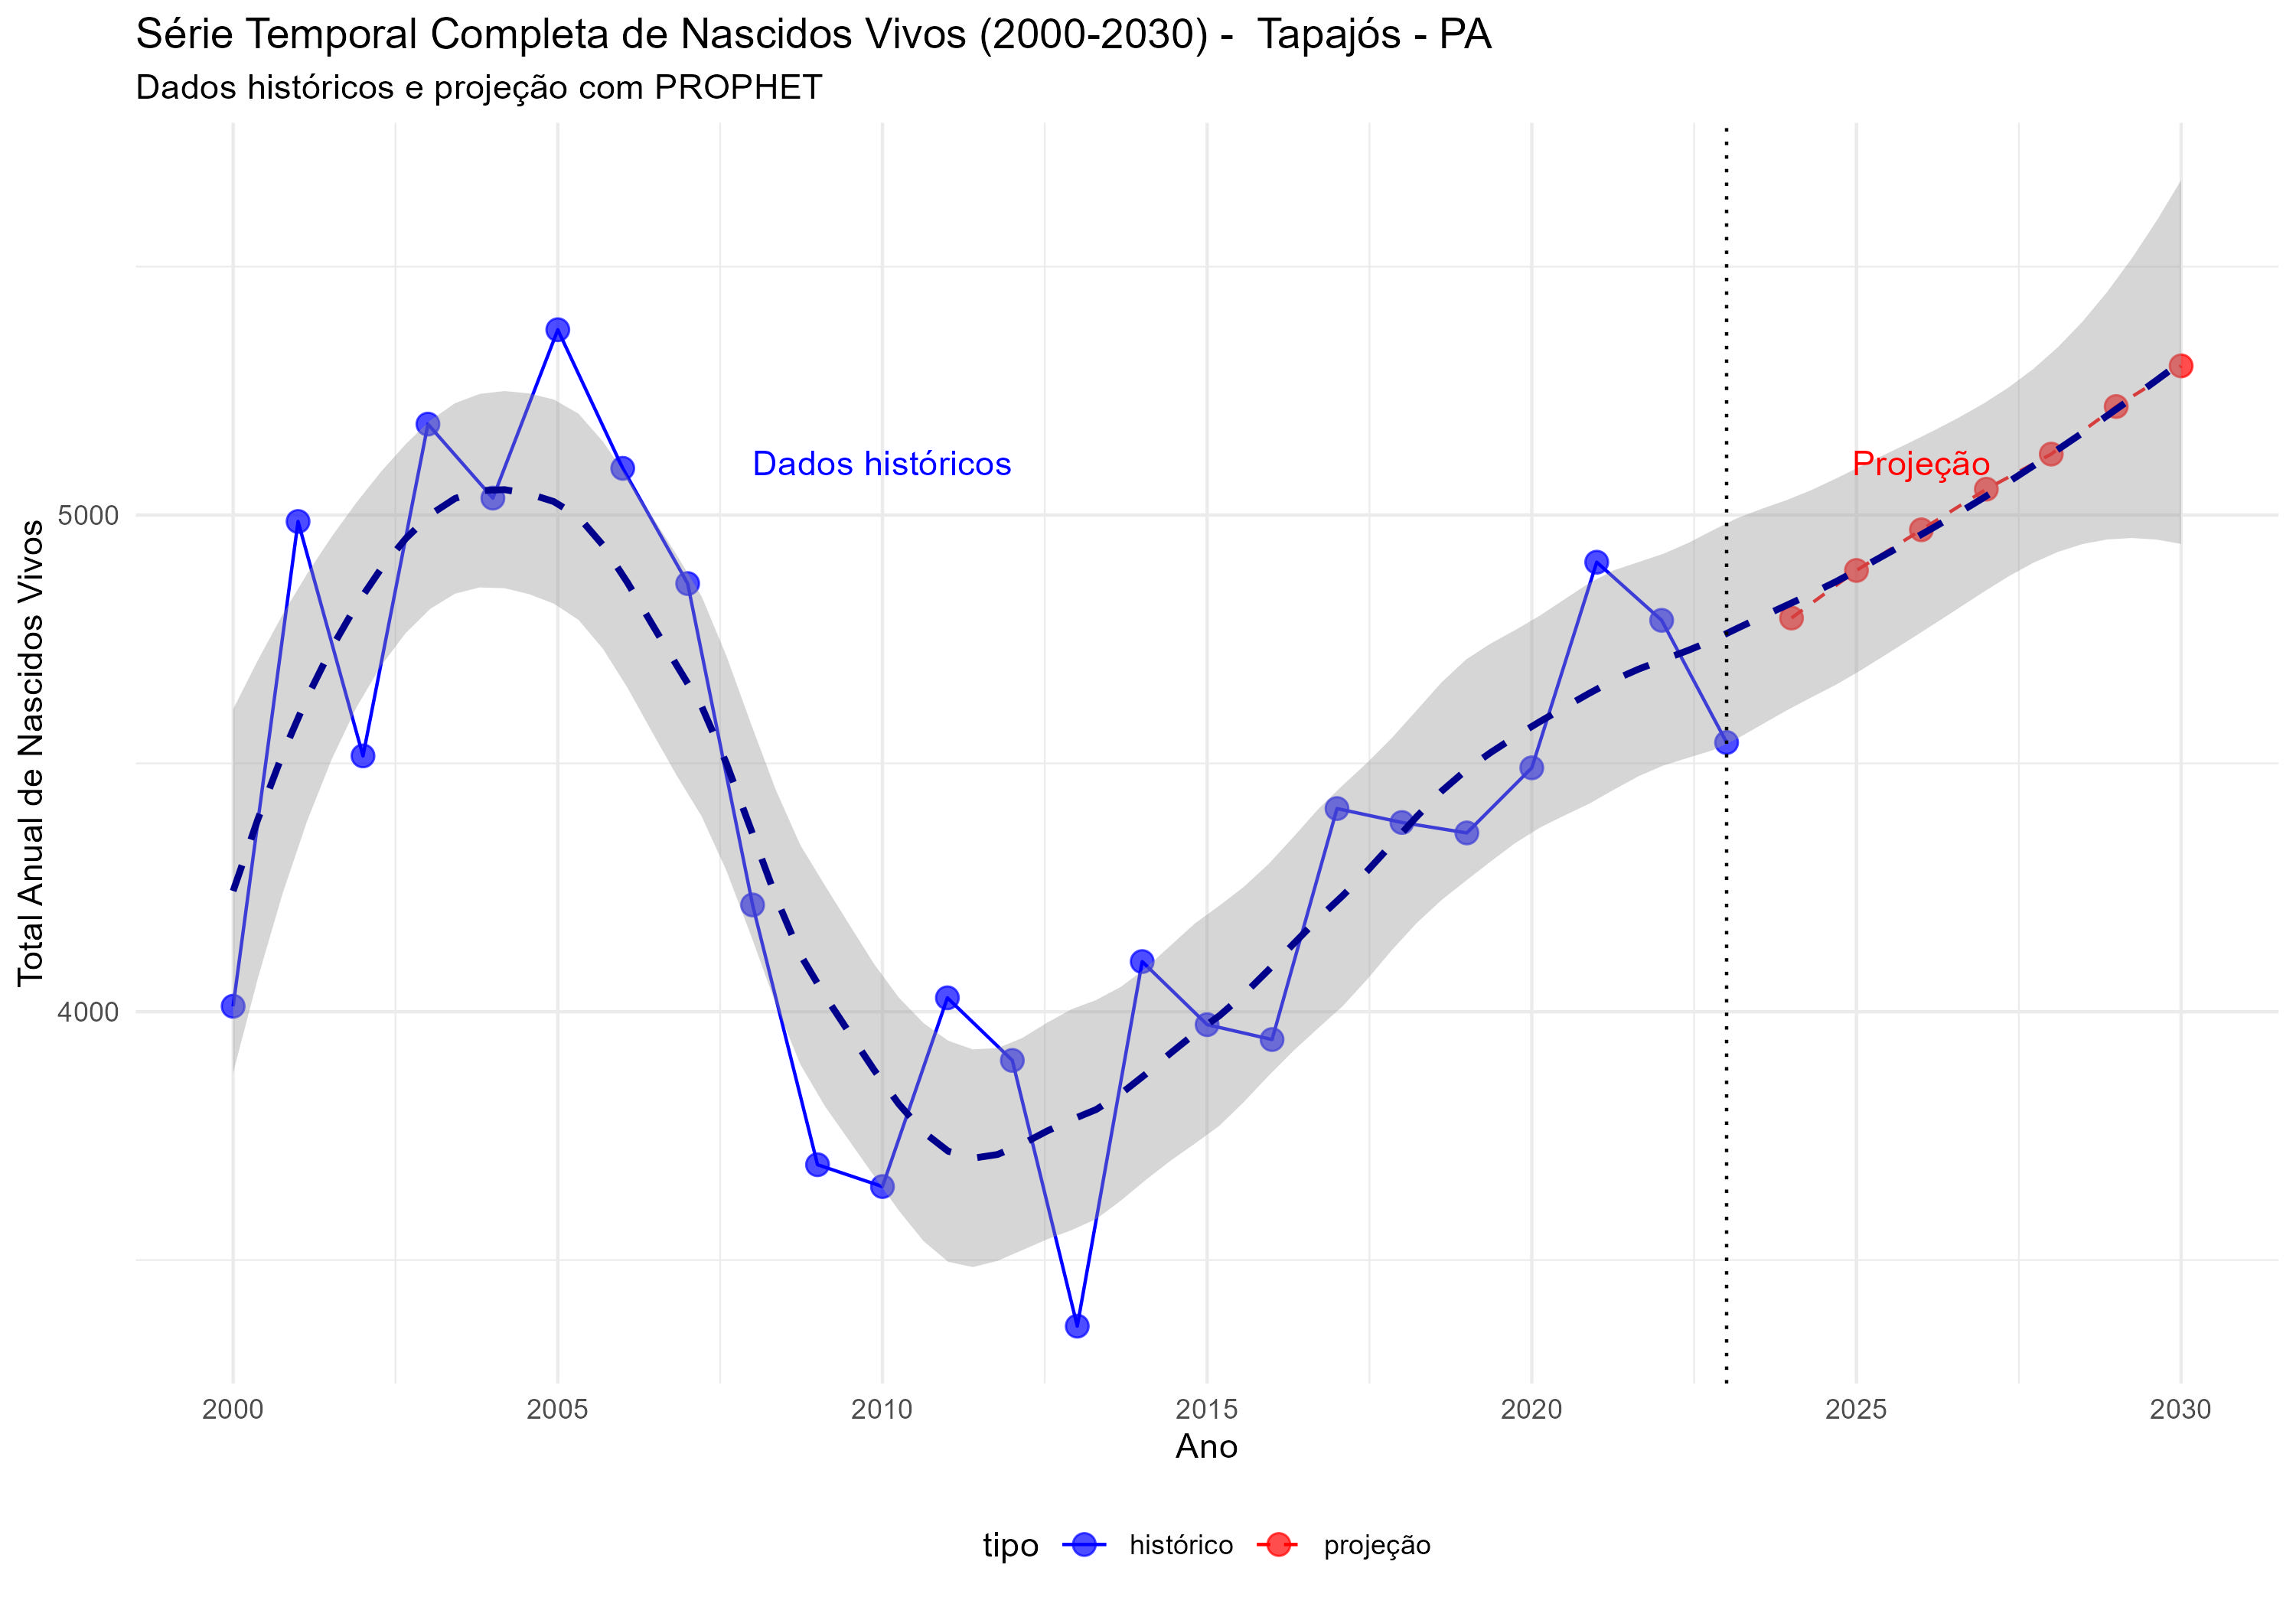 Série Temporal Completa de Nascidos Vivos (2000-2030) -  Tapajós - PA
Dados históricos e projeção com PROPHET
Total Anual de Nascidos Vivos
5000
4000
Dados históricos
Projeção
2000 2005 2010 2015 2020 2025 2030
Ano
tipo histórico projeção